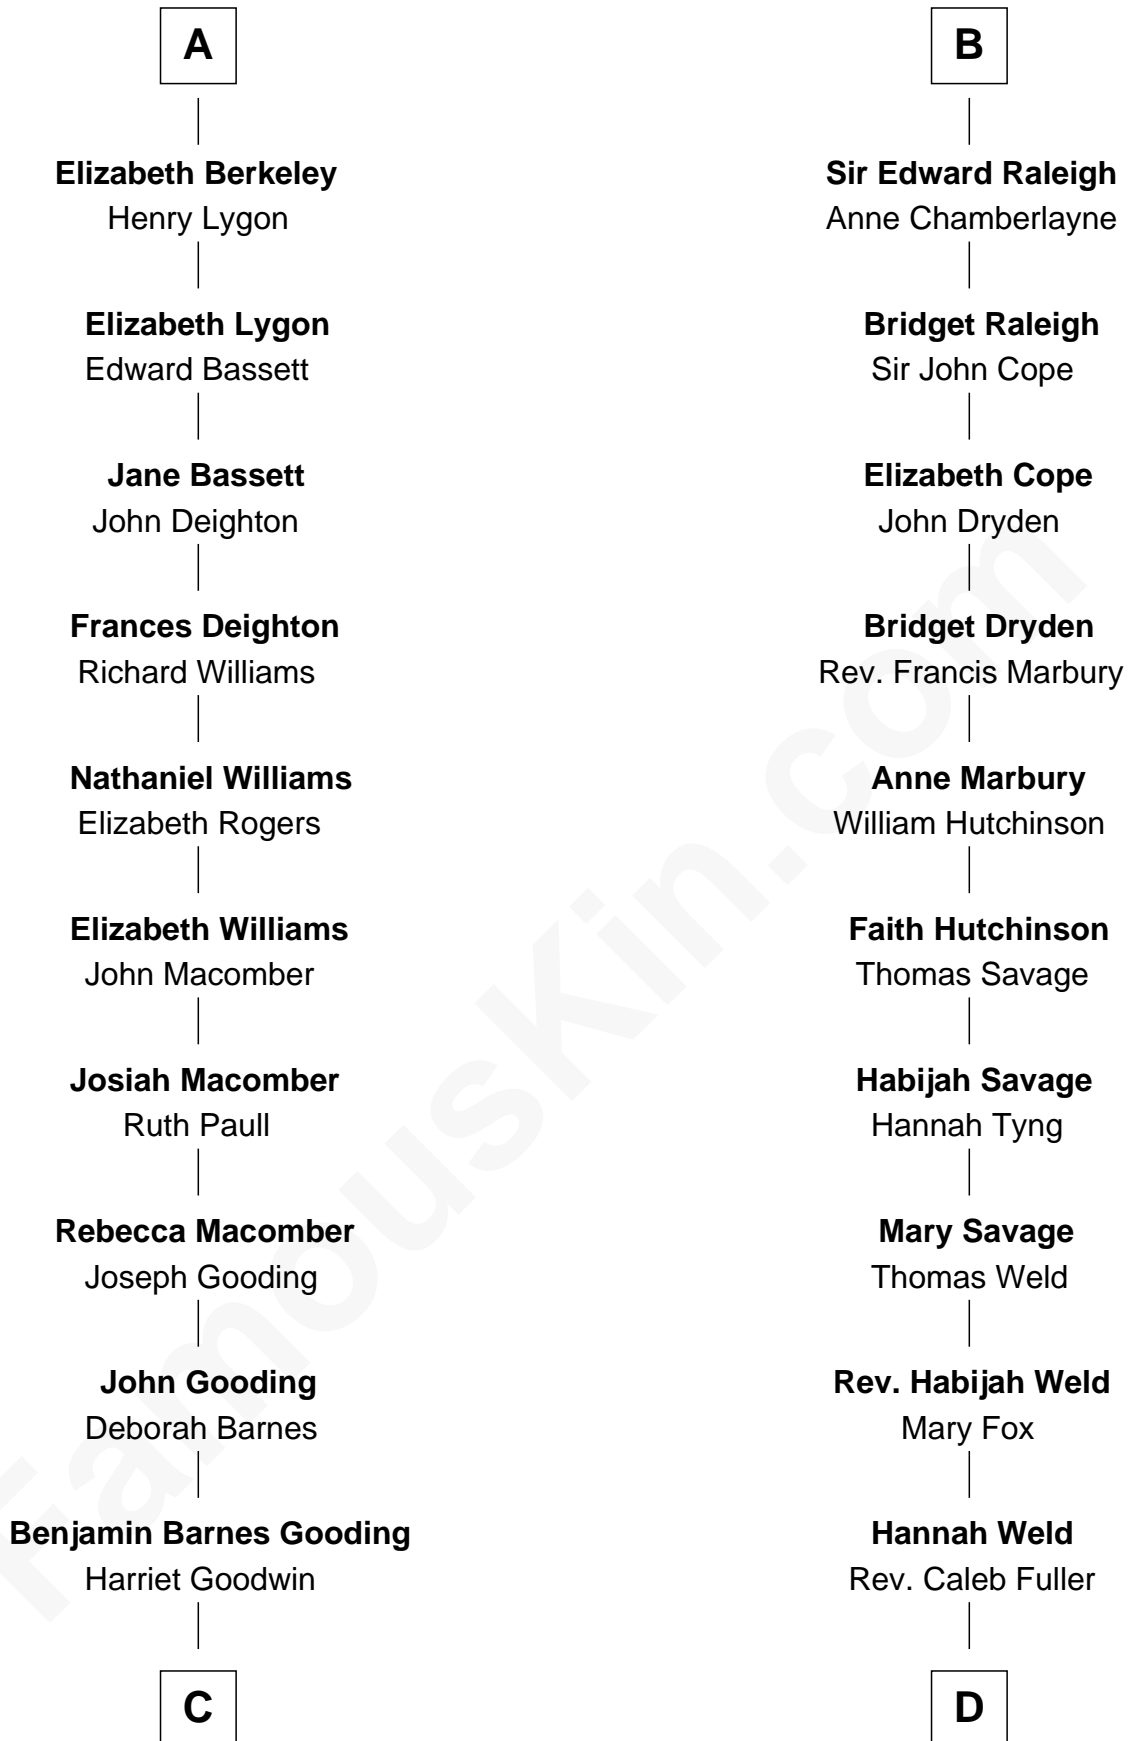 A
Elizabeth Berkeley
Henry Lygon
Elizabeth Lygon
Edward Bassett
Jane Bassett
John Deighton
Frances Deighton
Richard Williams
Nathaniel Williams
Elizabeth Rogers
Elizabeth Williams
John Macomber
Josiah Macomber
Ruth Paull
Rebecca Macomber
Joseph Gooding
John Gooding
Deborah Barnes
Benjamin Barnes Gooding
Harriet Goodwin
C
B
Sir Edward Raleigh
Anne Chamberlayne
Bridget Raleigh
Sir John Cope
Elizabeth Cope
John Dryden
Bridget Dryden
Rev. Francis Marbury
Anne Marbury
William Hutchinson
Faith Hutchinson
Thomas Savage
Habijah Savage
Hannah Tyng
Mary Savage
Thomas Weld
Rev. Habijah Weld
Mary Fox
Hannah Weld
Rev. Caleb Fuller
D
FamousKin.com